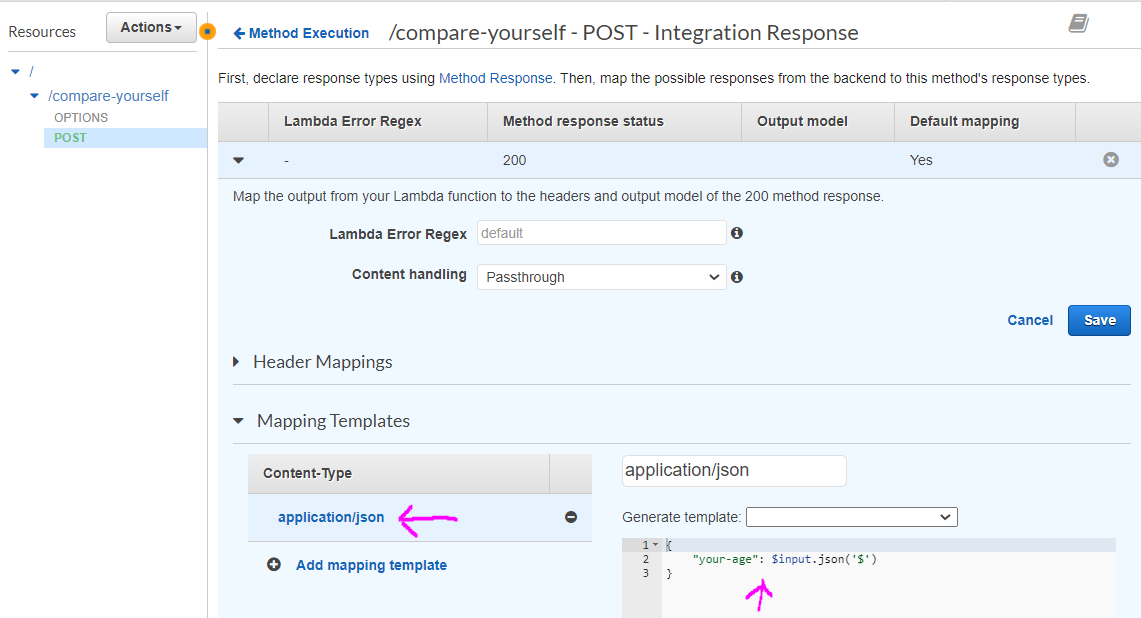 Resources
Actions
Method Execution
/compare-yourself - POST - Integration Response
/
/compare-yourself
OPTIONS
POST
First, declare response types using Method Response. Then, map the possible responses from the backend to this method's response types.
Lambda Error Regex Method response status Output model Default mapping
- 200 Yes
Map the output from your Lambda function to the headers and output model of the 200 method response.
Lambda Error Regex default
Content handling Passthrough
Cancel Save
Header Mappings
Mapping Templates
Content-Type
application/json
Add mapping template
application/json
Generate template:
1 {
2 "your-age": $input.json('$')
3 }